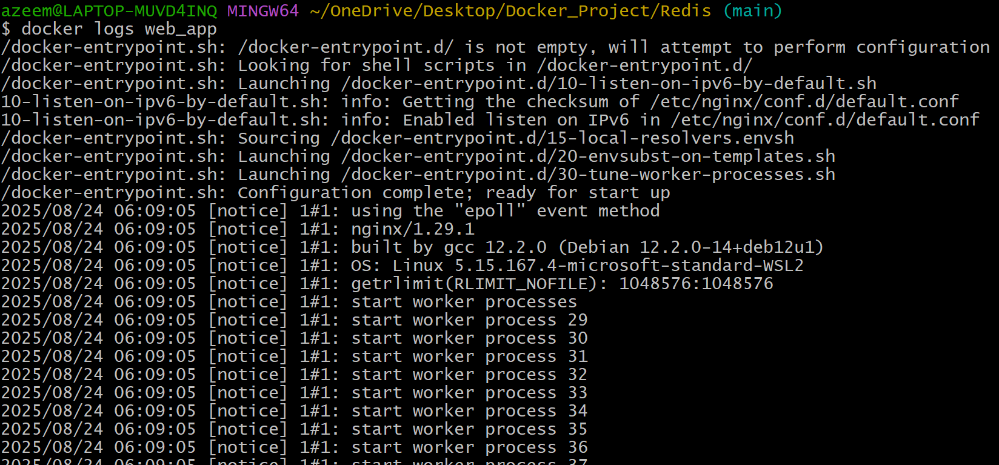 azeem@LAPTOP-MUVD4INQ MINGW64 ~/OneDrive/Desktop/Docker_Project/Redis (main)
$ docker logs web_app
/docker-entrypoint.sh: /docker-entrypoint.d/ is not empty, will attempt to perform configuration
/docker-entrypoint.sh: Looking for shell scripts in /docker-entrypoint.d/
/docker-entrypoint.sh: Launching /docker-entrypoint.d/10-listen-on-ipv6-by-default.sh
10-listen-on-ipv6-by-default.sh: info: Getting the checksum of /etc/nginx/conf.d/default.conf
10-listen-on-ipv6-by-default.sh: info: Enabled listen on IPv6 in /etc/nginx/conf.d/default.conf
/docker-entrypoint.sh: Sourcing /docker-entrypoint.d/15-local-resolvers.envsh
/docker-entrypoint.sh: Launching /docker-entrypoint.d/20-envsubst-on-templates.sh
/docker-entrypoint.sh: Launching /docker-entrypoint.d/30-tune-worker-processes.sh
/docker-entrypoint.sh: Configuration complete; ready for start up
2025/08/24 06:09:05 [notice] 1#1: using the "epoll" event method
2025/08/24 06:09:05 [notice] 1#1: nginx/1.29.1
2025/08/24 06:09:05 [notice] 1#1: built by gcc 12.2.0 (Debian 12.2.0-14+deb12u1)
2025/08/24 06:09:05 [notice] 1#1: OS: Linux 5.15.167.4-microsoft-standard-WSL2
2025/08/24 06:09:05 [notice] 1#1: getrlimit(RLIMIT_NOFILE): 1048576:1048576
2025/08/24 06:09:05 [notice] 1#1: start worker processes
2025/08/24 06:09:05 [notice] 1#1: start worker process 29
2025/08/24 06:09:05 [notice] 1#1: start worker process 30
2025/08/24 06:09:05 [notice] 1#1: start worker process 31
2025/08/24 06:09:05 [notice] 1#1: start worker process 32
2025/08/24 06:09:05 [notice] 1#1: start worker process 33
2025/08/24 06:09:05 [notice] 1#1: start worker process 34
2025/08/24 06:09:05 [notice] 1#1: start worker process 35
2025/08/24 06:09:05 [notice] 1#1: start worker process 36
2025/08/24 06:09:05 [notice] 1#1: start worker process 37